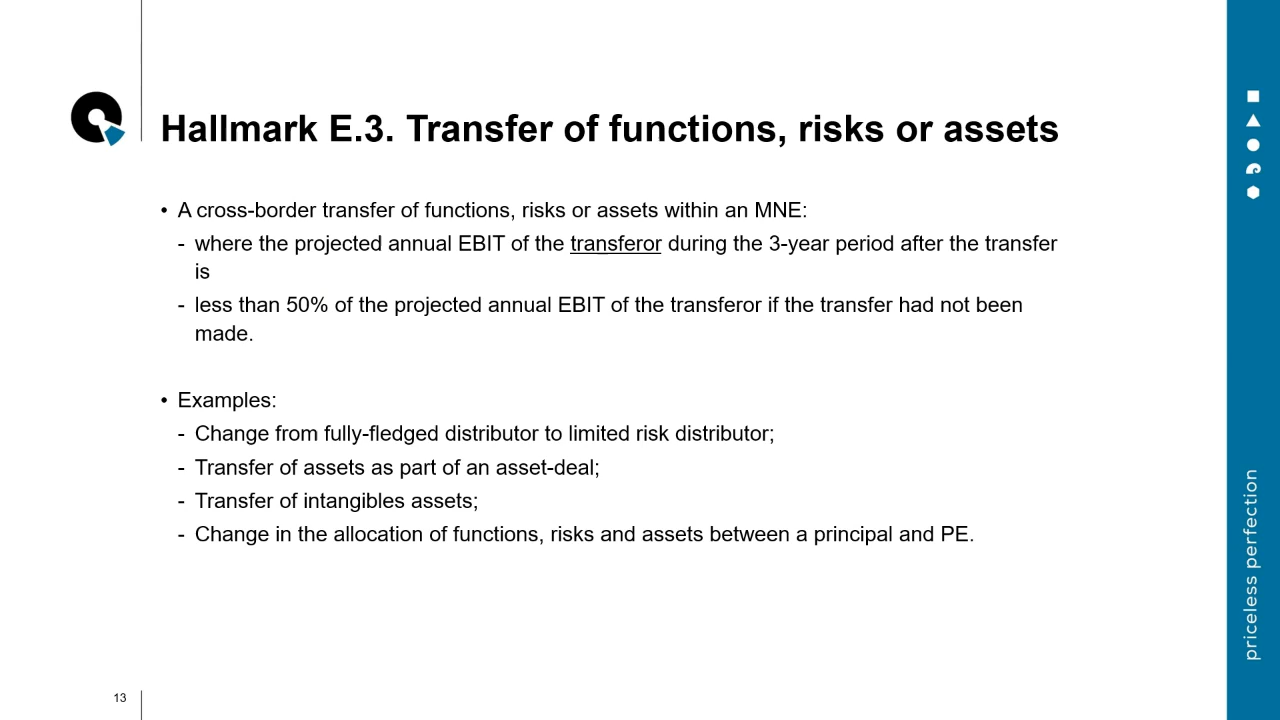 Hallmark E.3. Transfer of functions, risks or assets
• A cross-border transfer of functions, risks or assets within an MNE:
- where the projected annual EBIT of the transferor during the 3-year period after the transfer
is
- less than 50% of the projected annual EBIT of the transferor if the transfer had not been
made.
• Examples:
- Change from fully-fledged distributor to limited risk distributor;
- Transfer of assets as part of an asset-deal;
- Transfer of intangibles assets;
- Change in the allocation of functions, risks and assets between a principal and PE.
13
priceless perfection